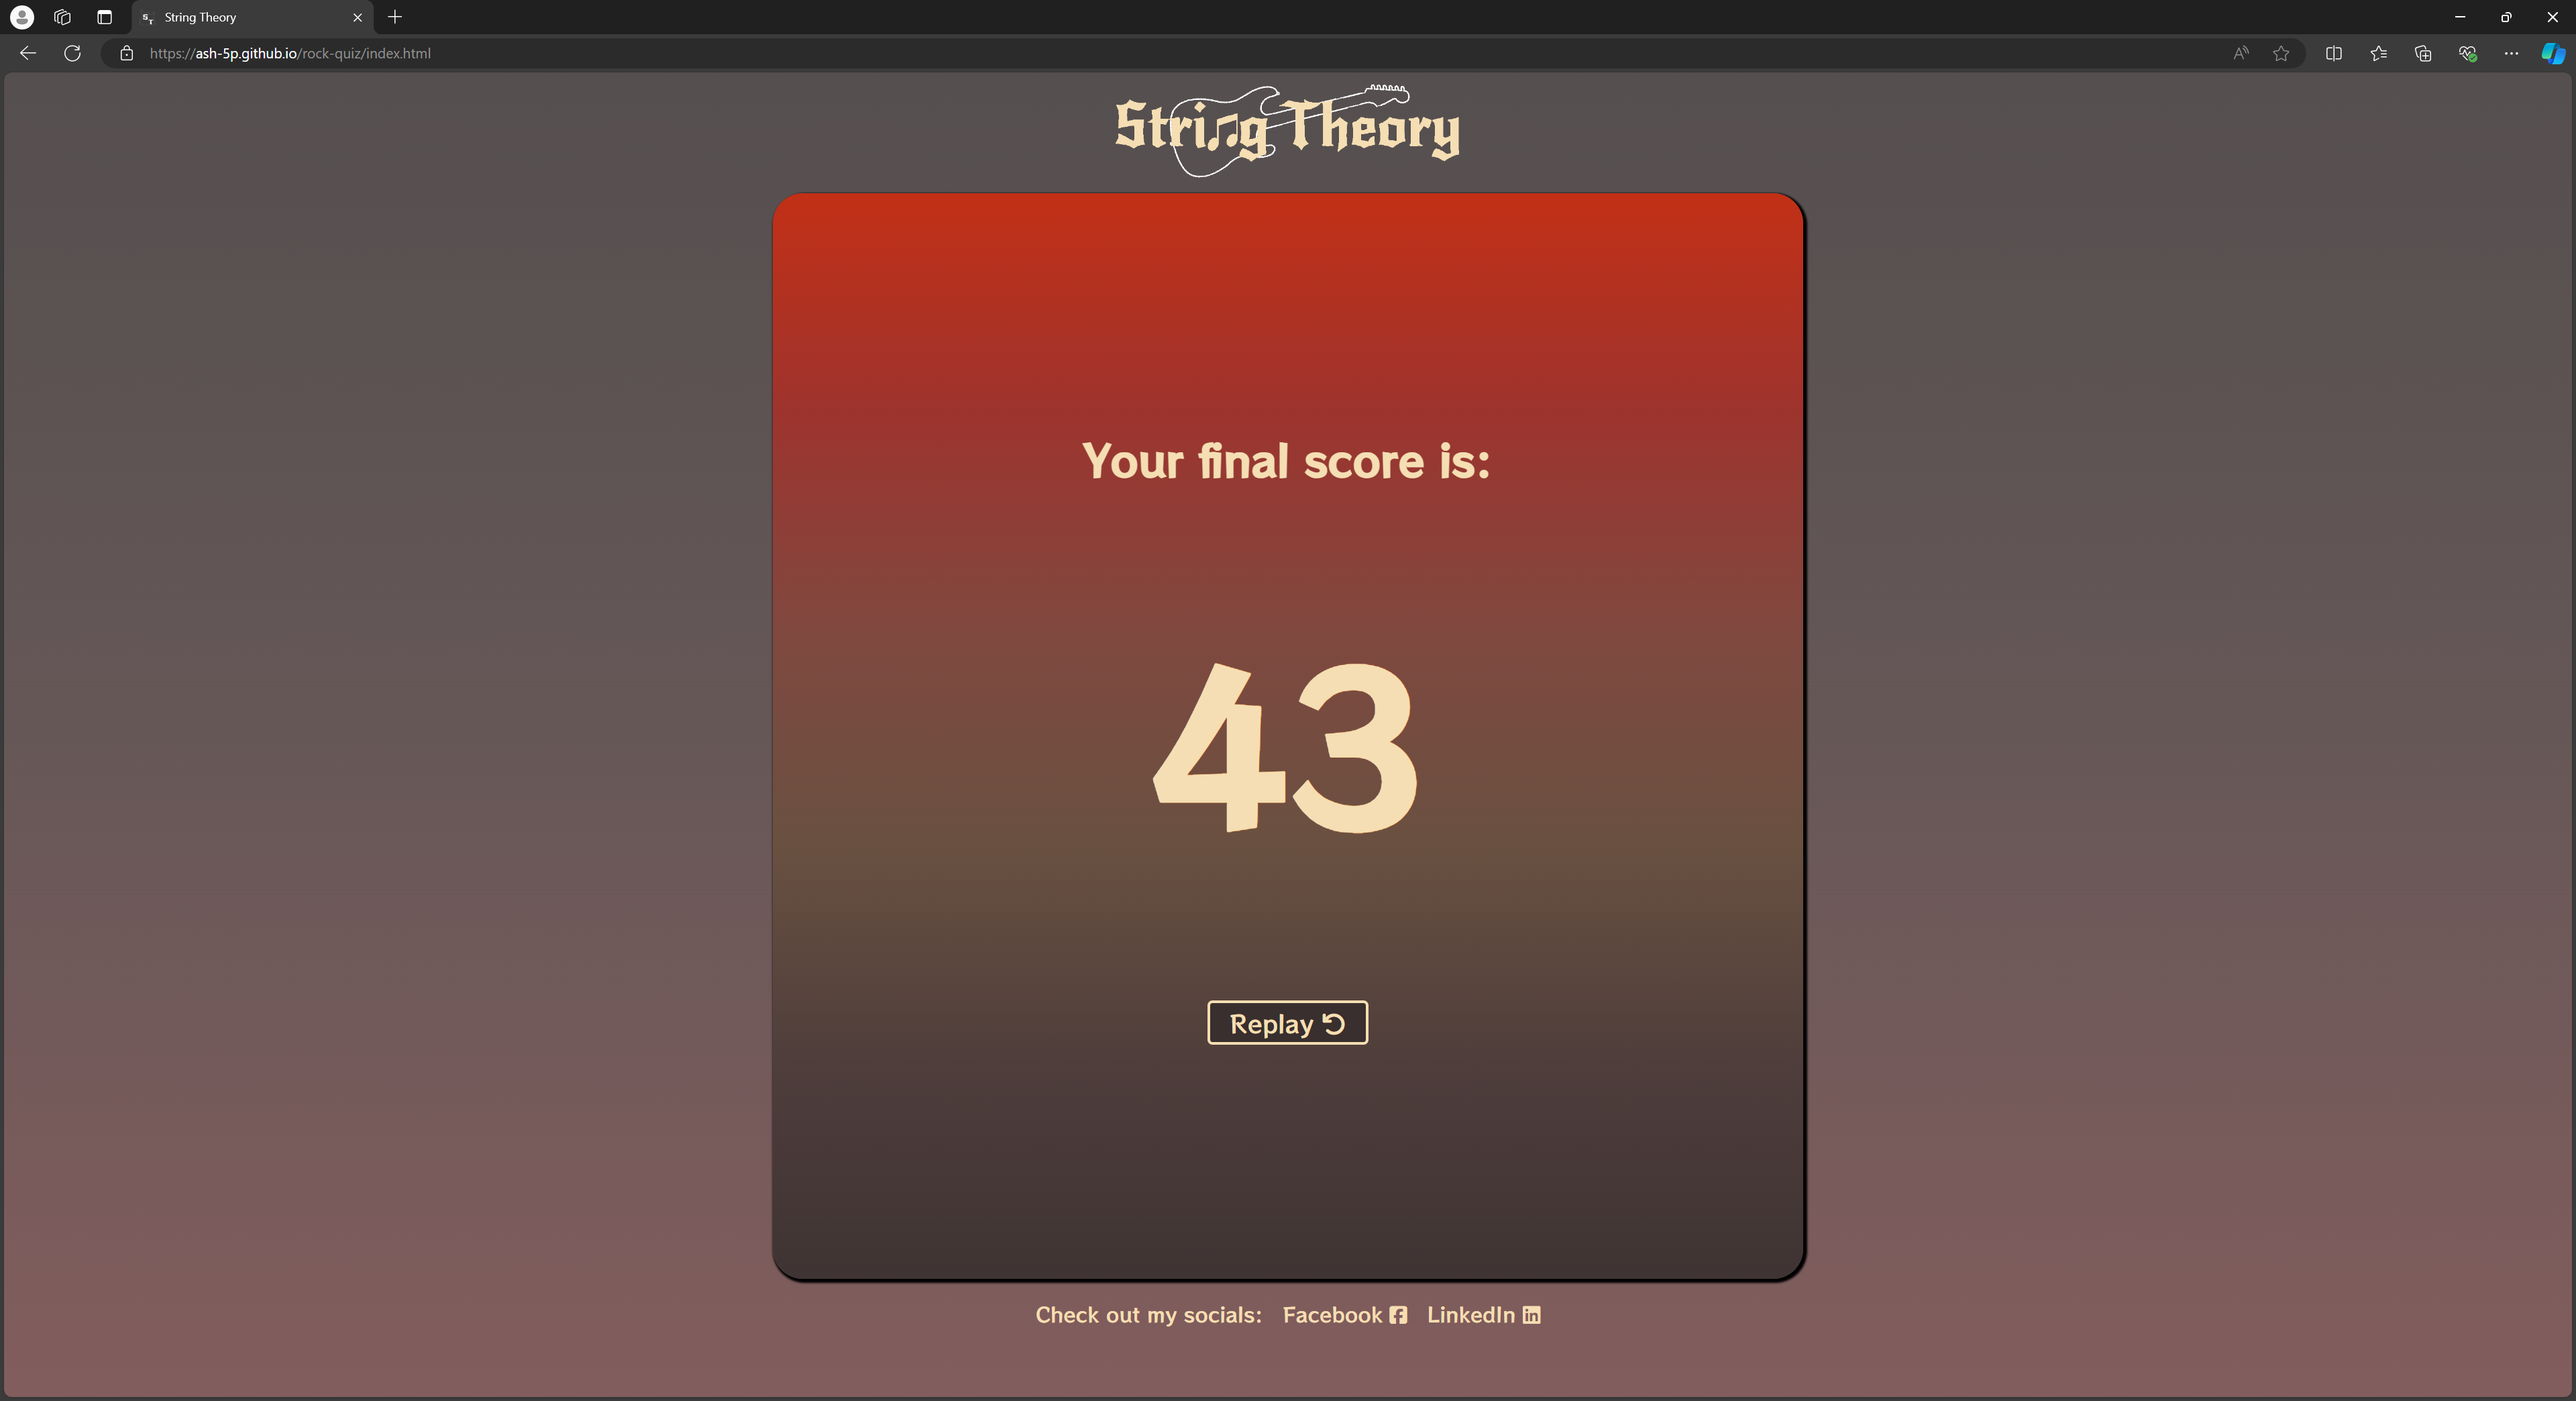 String Theory
https://ash-5p.github.io/rock-quiz/index.html
String Theory
Your final score is:
43
Replay
Check out my socials: Facebook LinkedIn